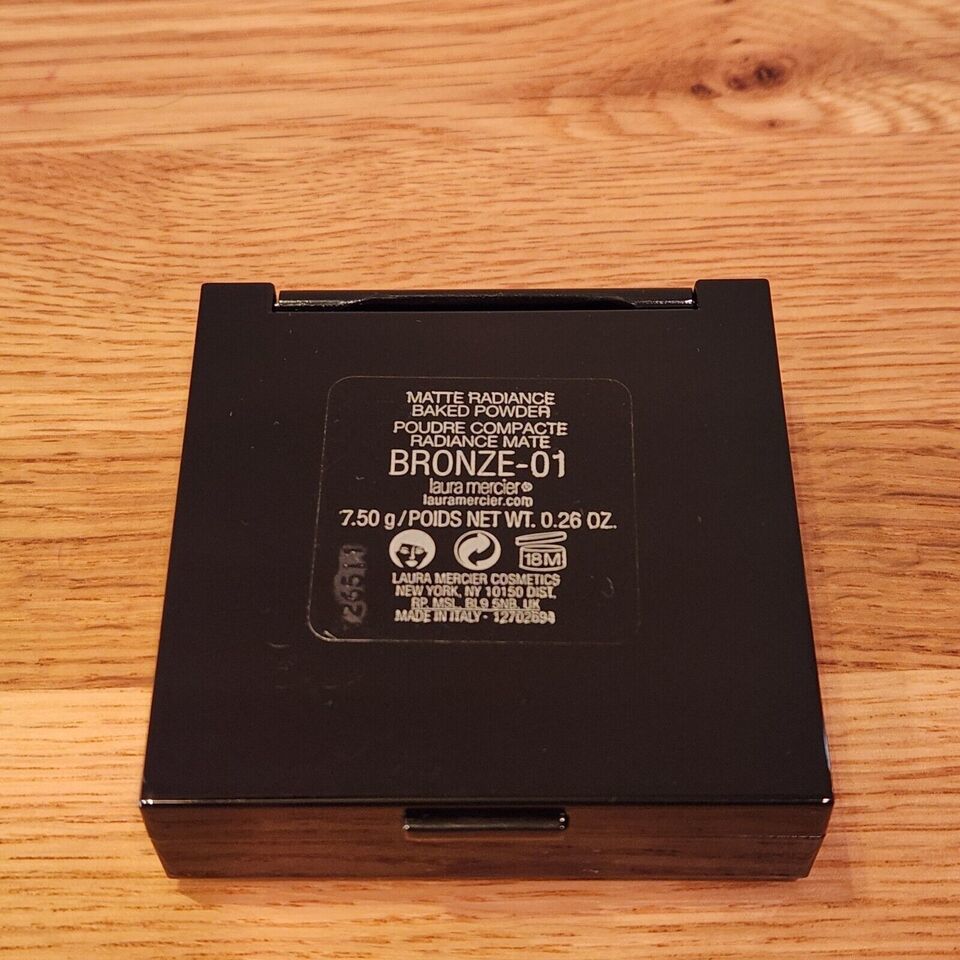 MATTE RADIANCE
BAKED POWDER
POUDRE COMPACTE
RADIANCE MATE
BRONZE-01
laura mercier®
lauramercier.com
7.50 g/POIDS NET WT. 0.26 OZ.
18M
LAURA MERCIER COSMETICS
NEW YORK, NY 10150 DIST.
RP, MSL, BL9 5NB, UK
MADE IN ITALY -